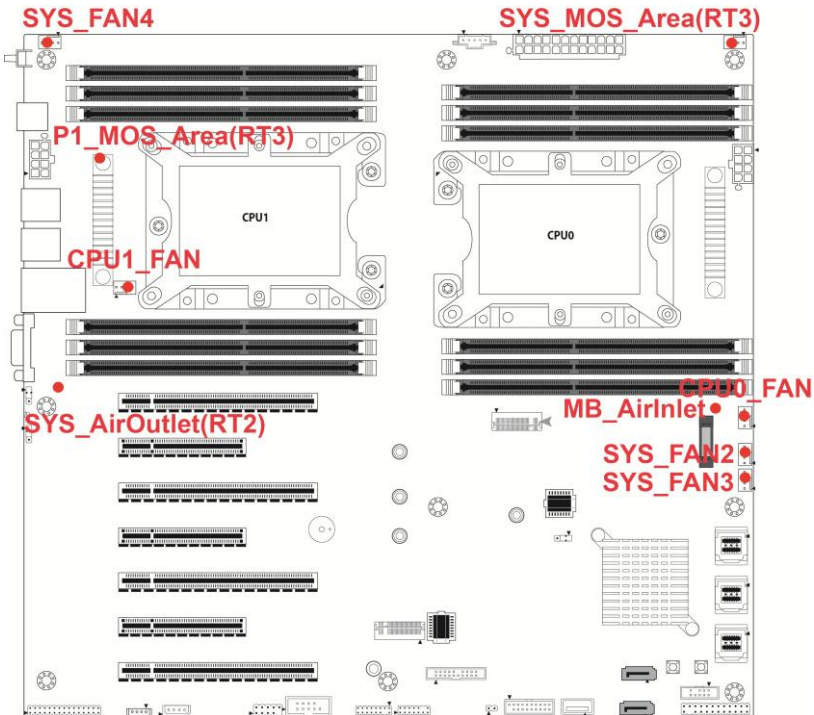 SYS_FAN4
SYS_MOS_Area(RT3)
P1_MOS_Area(RT3)
CPU1
CPU0
CPU1_FAN
CPU0_FAN
MB_AirInlet
SYS_AirOutlet(RT2)
SYS_FAN2
SYS_FAN3